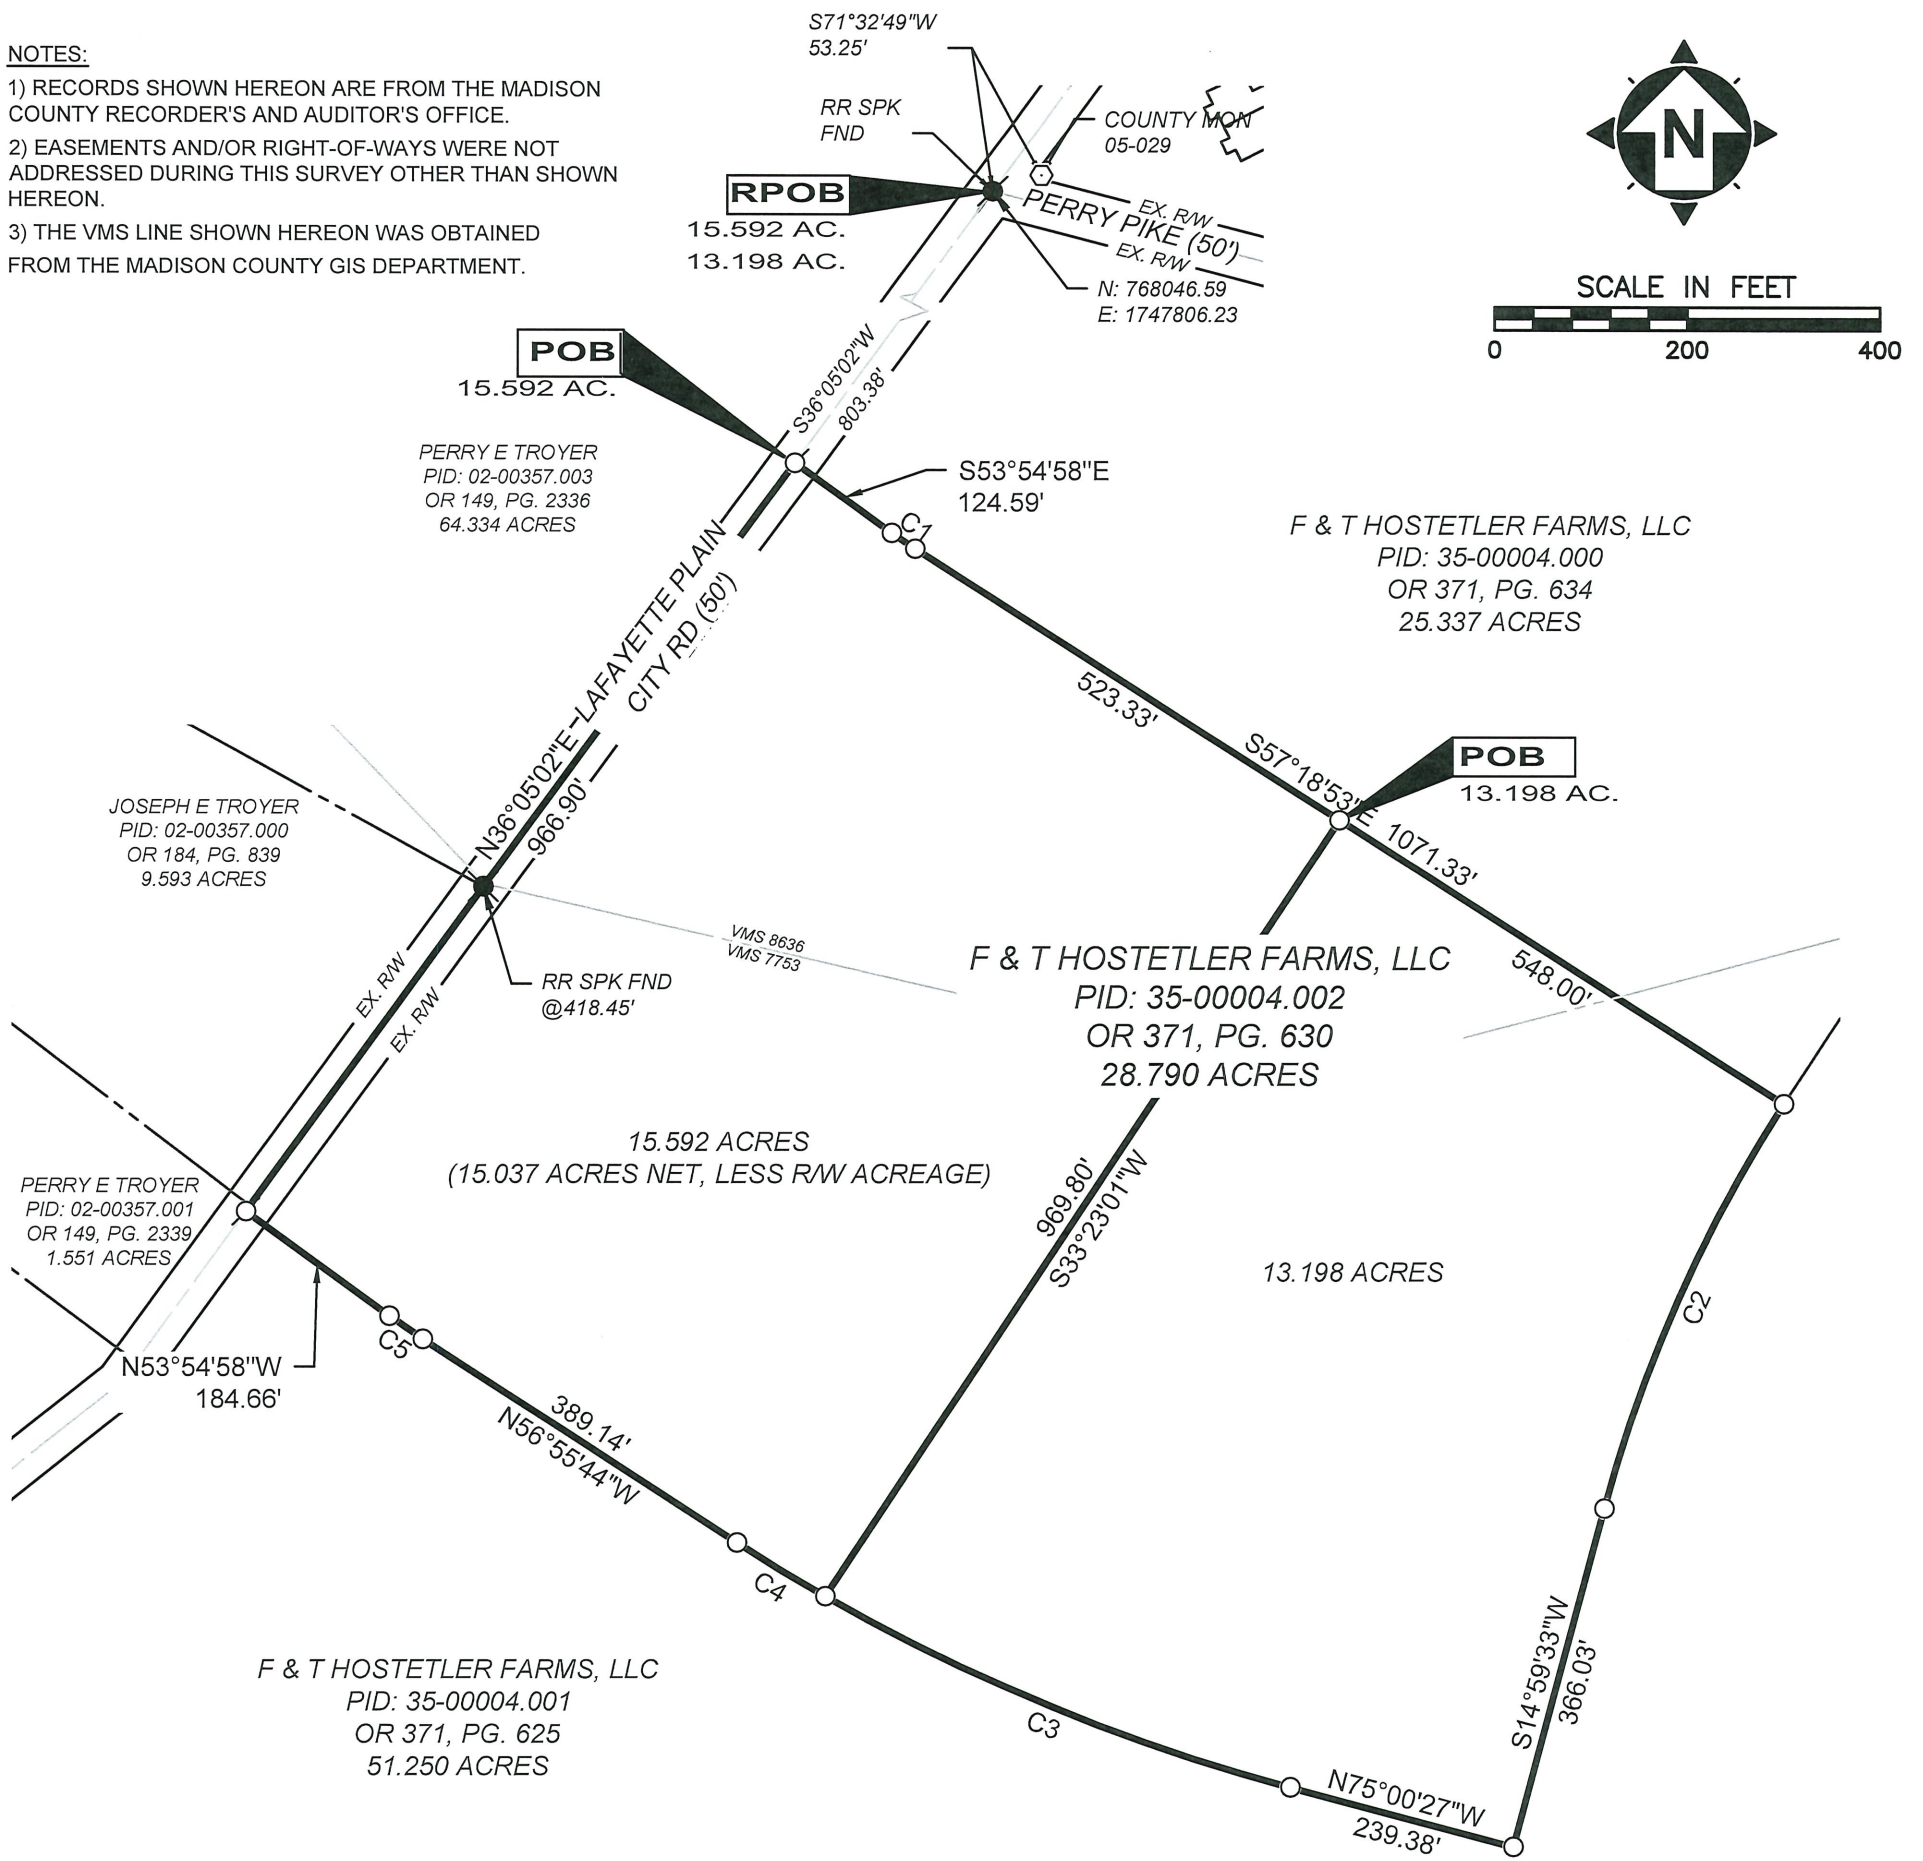 NOTES:
1) RECORDS SHOWN HEREON ARE FROM THE MADISON
COUNTY RECORDER'S AND AUDITOR'S OFFICE.
2) EASEMENTS AND/OR RIGHT-OF-WAYS WERE NOT
ADDRESSED DURING THIS SURVEY OTHER THAN SHOWN
HEREON.
3) THE VMS LINE SHOWN HEREON WAS OBTAINED
FROM THE MADISON COUNTY GIS DEPARTMENT.
S71°32'49"W
53.25'
RR SPK
FND
COUNTY MON
05-029
RPOB
15.592 AC.
13.198 AC.
EX. R/W
PERRY PIKE (50')
EX. R/W
N: 768046.59
E: 1747806.23
N
SCALE IN FEET
0 200 400
POB
15.592 AC.
S36°05'02"W
803.38'
PERRY E TROYER
PID: 02-00357.003
OR 149, PG. 2336
64.334 ACRES
S53°54'58"E
124.59'
C1
F & T HOSTETLER FARMS, LLC
PID: 35-00004.000
OR 371, PG. 634
25.337 ACRES
LAFAYETTE PLAIN
CITY RD (50')
523.33'
S57°18'53"E
1071.33'
POB
13.198 AC.
N36°05'02"E
966.90'
JOSEPH E TROYER
PID: 02-00357.000
OR 184, PG. 839
9.593 ACRES
VMS 8636
VMS 7753
RR SPK FND
@418.45'
EX. R/W
EX. R/W
F & T HOSTETLER FARMS, LLC
PID: 35-00004.002
OR 371, PG. 630
28.790 ACRES
548.00'
15.592 ACRES
(15.037 ACRES NET, LESS R/W ACREAGE)
969.80'
S33°23'01"W
PERRY E TROYER
PID: 02-00357.001
OR 149, PG. 2339
1.551 ACRES
13.198 ACRES
C2
C5
N53°54'58"W
184.66'
389.14'
N56°55'44"W
C4
F & T HOSTETLER FARMS, LLC
PID: 35-00004.001
OR 371, PG. 625
51.250 ACRES
C3
S14°59'33"W
366.03'
N75°00'27"W
239.38'